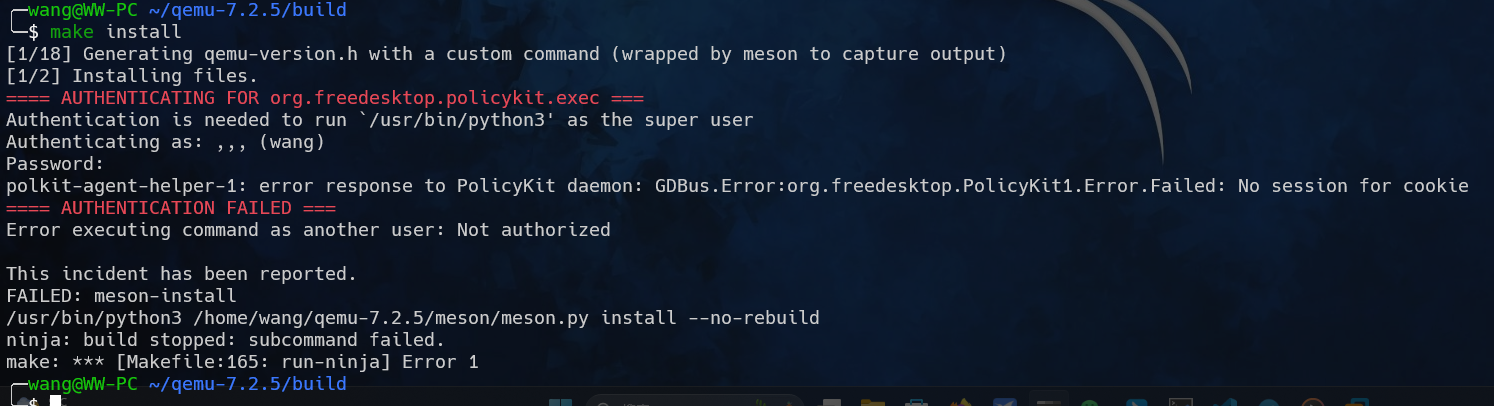 wang@WW-PC ~/qemu-7.2.5/build
$ make install
[1/18] Generating qemu-version.h with a custom command (wrapped by meson to capture output)
[1/2] Installing files.
==== AUTHENTICATING FOR org.freedesktop.policykit.exec ===
Authentication is needed to run `/usr/bin/python3' as the super user
Authenticating as: ,,, (wang)
Password:
polkit-agent-helper-1: error response to PolicyKit daemon: GDBus.Error:org.freedesktop.PolicyKit1.Error.Failed: No session for cookie
==== AUTHENTICATION FAILED ===
Error executing command as another user: Not authorized

This incident has been reported.
FAILED: meson-install
/usr/bin/python3 /home/wang/qemu-7.2.5/meson/meson.py install --no-rebuild
ninja: build stopped: subcommand failed.
make: *** [Makefile:165: run-ninja] Error 1
wang@WW-PC ~/qemu-7.2.5/build
$